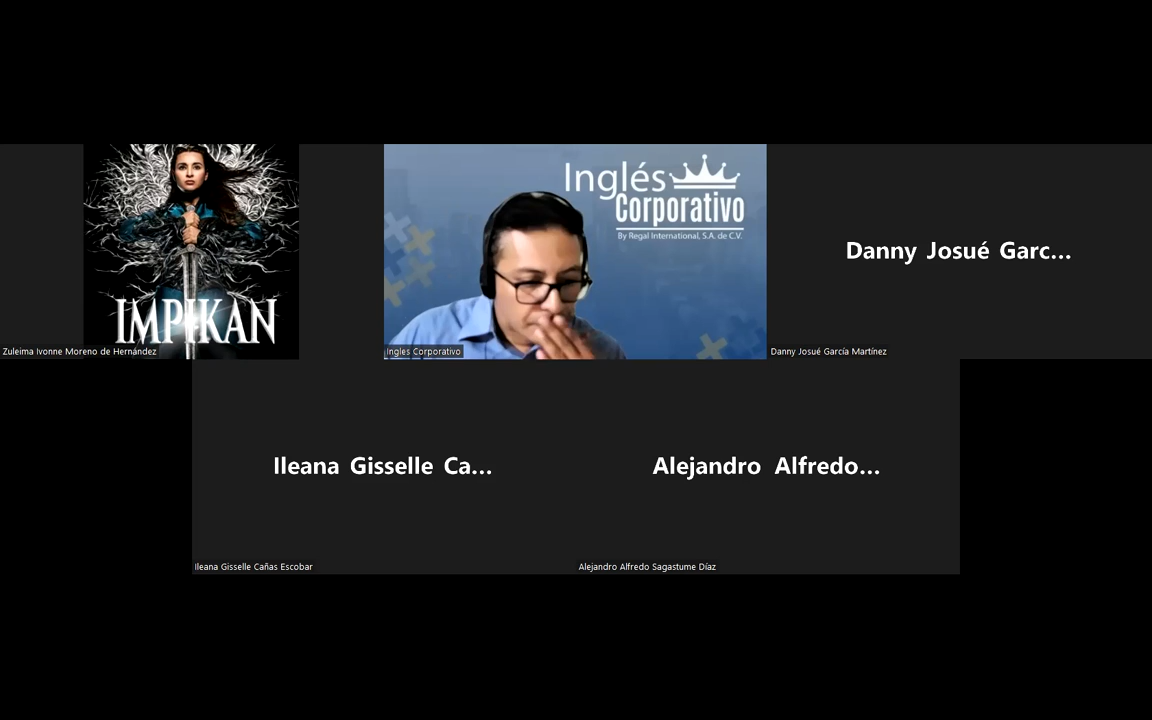 IMPIKAN
Zuleima Ivonne Moreno de Hernández
Inglés
Corporativo
By Regal International, S.A. de C.V.
Ingles Corporativo
Danny Josué Garc...
Danny Josué García Martínez
Ileana Gisselle Ca...
Ileana Gisselle Cañas Escobar
Alejandro Alfredo...
Alejandro Alfredo Sagastume Díaz